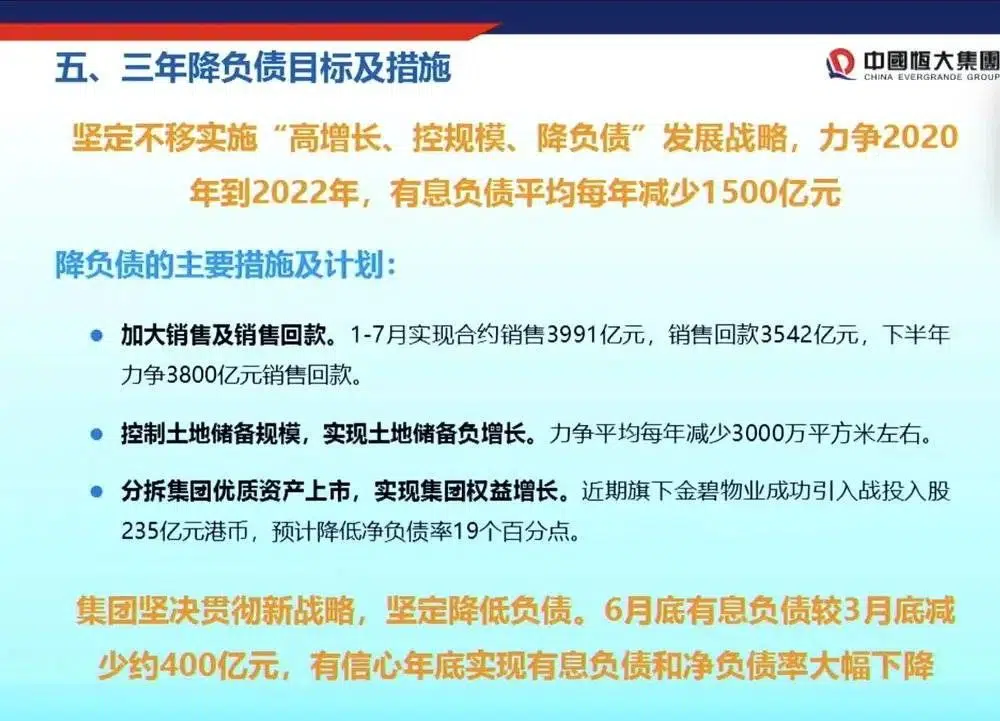 五、三年降负债目标及措施
中國恆大集團
CHINA EVERGRANDE GROUP
坚定不移实施“高增长、控规模、降负债”发展战略，力争2020
年到2022年，有息负债平均每年减少1500亿元
降负债的主要措施及计划：
● 加大销售及销售回款。1-7月实现合约销售3991亿元，销售回款3542亿元，下半年
力争3800亿元销售回款。
● 控制土地储备规模，实现土地储备负增长。力争平均每年减少3000万平方米左右。
● 分拆集团优质资产上市，实现集团权益增长。近期旗下金碧物业成功引入战投入股
235亿元港币，预计降低净负债率19个百分点。
集团坚决贯彻新战略，坚定降低负债。6月底有息负债较3月底减
少约400亿元，有信心年底实现有息负债和净负债率大幅下降